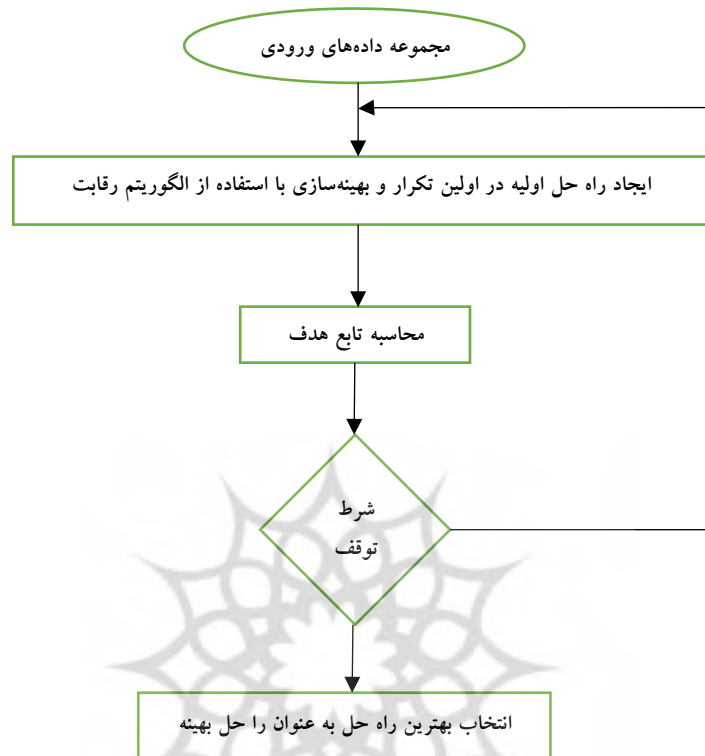 مجموعه داده‌های ورودی
ایجاد راه حل اولیه در اولین تکرار و بهینه‌سازی با استفاده از الگوریتم رقابت
محاسبه تابع هدف
شرط
توقف
انتخاب بهترین راه حل به عنوان را حل بهینه